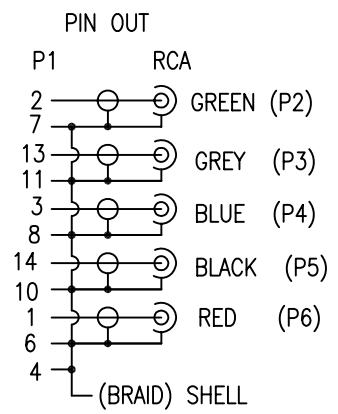 PIN OUT
P1 RCA
2 GREEN (P2)
7
13 GREY (P3)
11
3 BLUE (P4)
8
14 BLACK (P5)
10
1 RED (P6)
6
4
(BRAID) SHELL